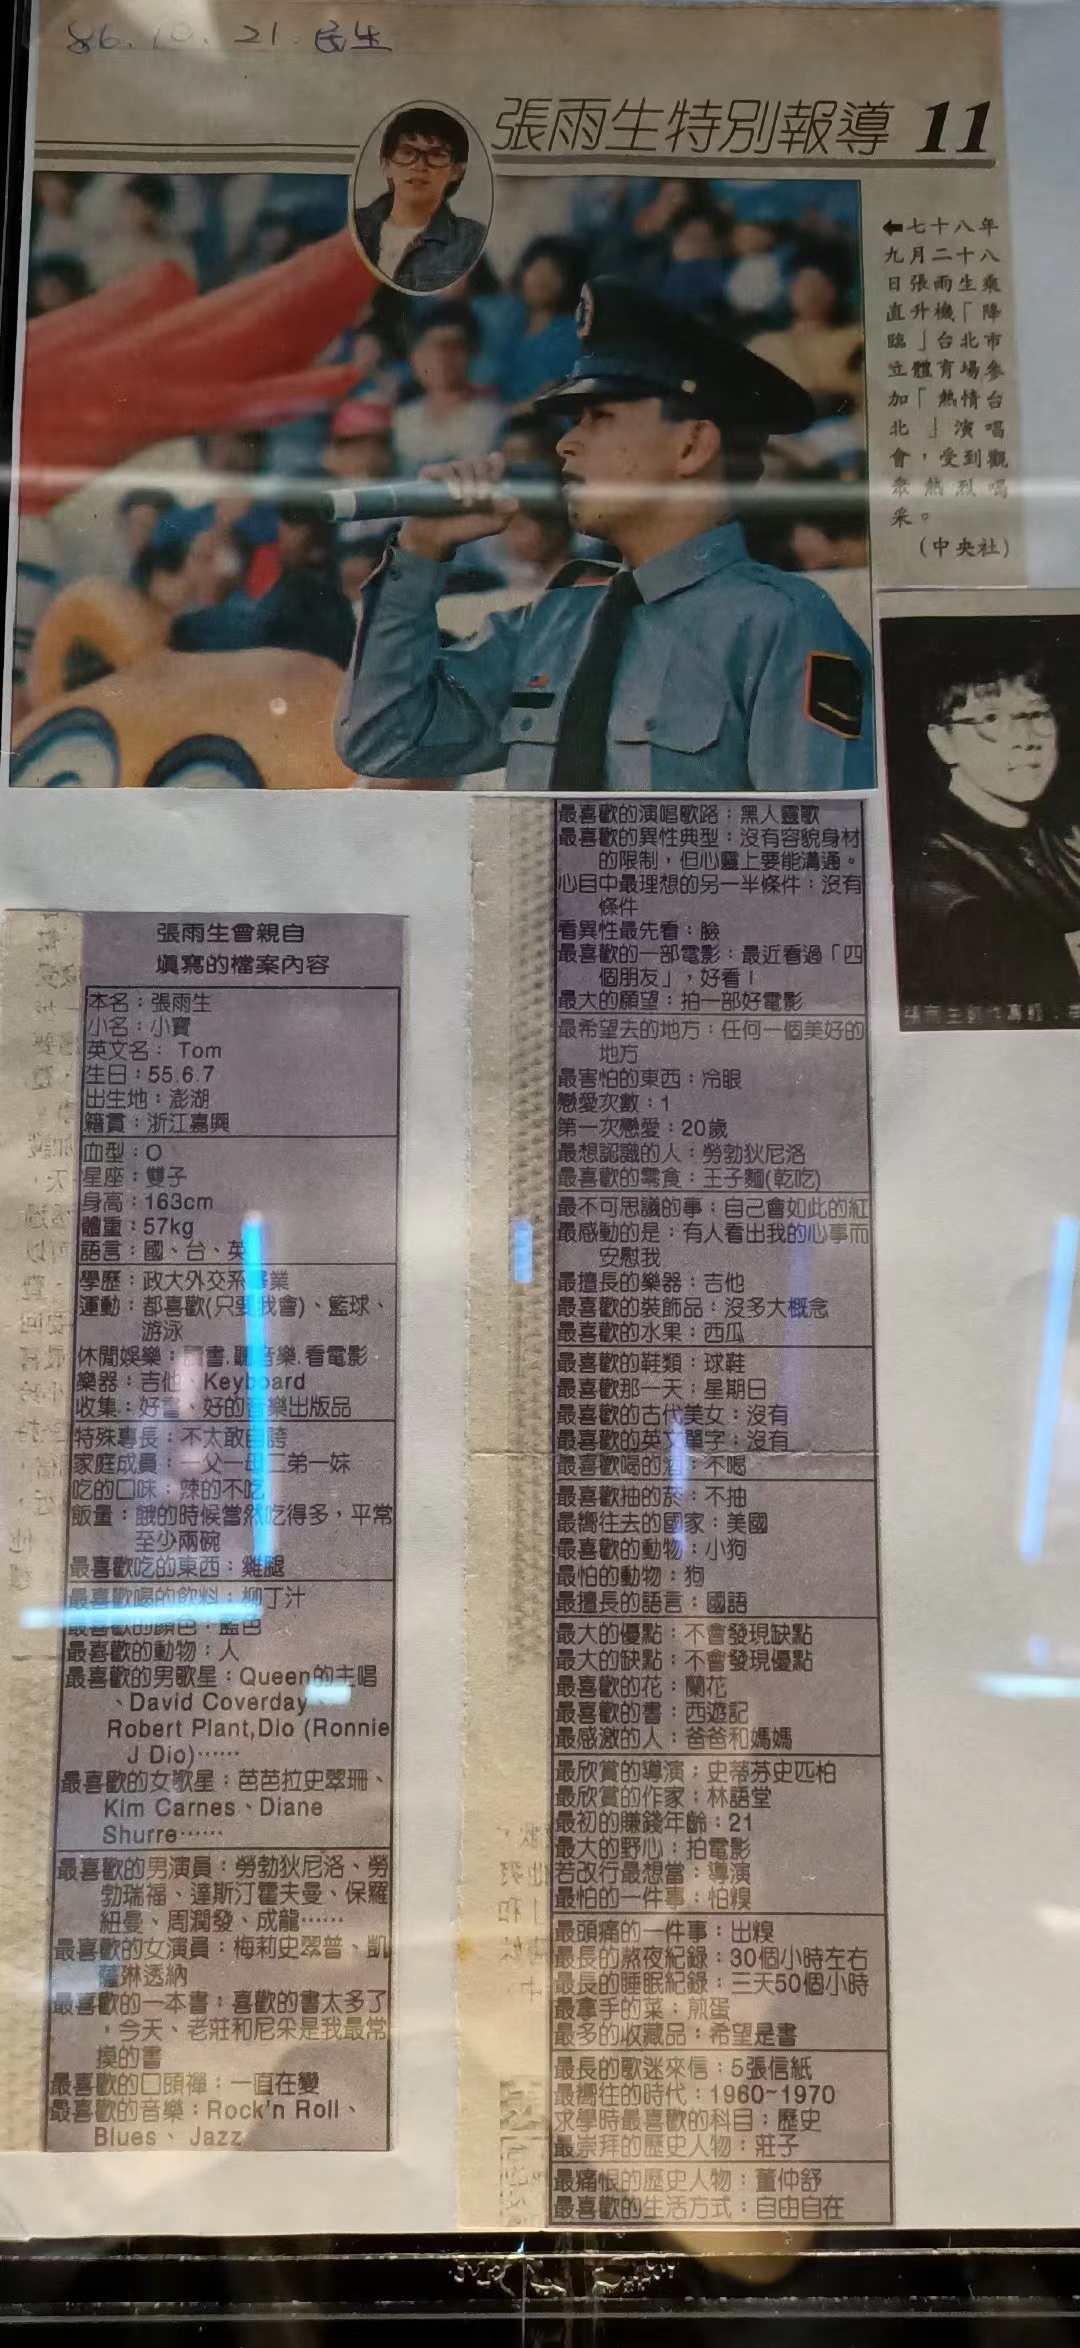 86.10.21.民生
張雨生特別報導 11
←七十八年
九月二十八
日張雨生乘
直升機「降
臨」台北市
立體育場參
加「熱情台
北」演唱
會，受到觀
眾熱烈喝
采。
(中央社)
張雨生曾親自
填寫的檔案內容
本名：張雨生
小名：小寶
英文名： Tom
生日：55.6.7
出生地：澎湖
籍貫：浙江嘉興
血型：O
星座：雙子
身高：163cm
體重：57kg
語言：國、台、英
學歷：政大外交系畢業
運動：都喜歡(只要我會)、籃球、
游泳
休閒娛樂：讀書.聽音樂.看電影
樂器：吉他、Keyboard
收集：好書、好的音樂出版品
特殊專長：不太敢自誇
家庭成員：一父一母二弟一妹
吃的口味：辣的不吃
飯量：餓的時候當然吃得多，平常
至少兩碗
最喜歡吃的東西：雞腿
最喜歡喝的飲料：柳丁汁
最喜歡的顏色：藍色
最喜歡的動物：人
最喜歡的男歌星：Queen的主唱
、David Coverday、
Robert Plant,Dio (Ronnie
J Dio)……
最喜歡的女歌星：芭芭拉史翠珊、
Kim Carnes、Diane
Shurre……
最喜歡的男演員：勞勃狄尼洛、勞
勃瑞福、達斯汀霍夫曼、保羅
紐曼、周潤發、成龍……
最喜歡的女演員：梅莉史翠普、凱
薩琳透納
最喜歡的一本書：喜歡的書太多了
，今天、老莊和尼采是我最常
摸的書
最喜歡的口頭禪：一直在變
最喜歡的音樂：Rock'n Roll、
Blues、 Jazz
最喜歡的演唱歌路：黑人靈歌
最喜歡的異性典型：沒有容貌身材
的限制，但心靈上要能溝通。
心目中最理想的另一半條件：沒有
條件
看異性最先看：臉
最喜歡的一部電影：最近看過「四
個朋友」，好看！
最大的願望：拍一部好電影
最希望去的地方：任何一個美好的
地方
最害怕的東西：冷眼
戀愛次數：1
第一次戀愛：20歲
最想認識的人：勞勃狄尼洛
最喜歡的零食：王子麵(乾吃)
最不可思議的事：自己會如此的紅
最感動的是：有人看出我的心事而
安慰我
最擅長的樂器：吉他
最喜歡的裝飾品：沒多大概念
最喜歡的水果：西瓜
最喜歡的鞋類：球鞋
最喜歡那一天：星期日
最喜歡的古代美女：沒有
最喜歡的英文單字：沒有
最喜歡喝的酒：不喝
最喜歡抽的菸：不抽
最嚮往去的國家：美國
最喜歡的動物：小狗
最怕的動物：狗
最擅長的語言：國語
最大的優點：不會發現缺點
最大的缺點：不會發現優點
最喜歡的花：蘭花
最喜歡的書：西遊記
最感激的人：爸爸和媽媽
最欣賞的導演：史蒂芬史匹柏
最欣賞的作家：林語堂
最初的賺錢年齡：21
最大的野心：拍電影
若改行最想當：導演
最怕的一件事：怕糗
最頭痛的一件事：出糗
最長的熬夜紀錄：30個小時左右
最長的睡眠紀錄：三天50個小時
最拿手的菜：煎蛋
最多的收藏品：希望是書
最長的歌迷來信：5張信紙
最嚮往的時代：1960~1970
求學時最喜歡的科目：歷史
最崇拜的歷史人物：莊子
最痛恨的歷史人物：董仲舒
最喜歡的生活方式：自由自在